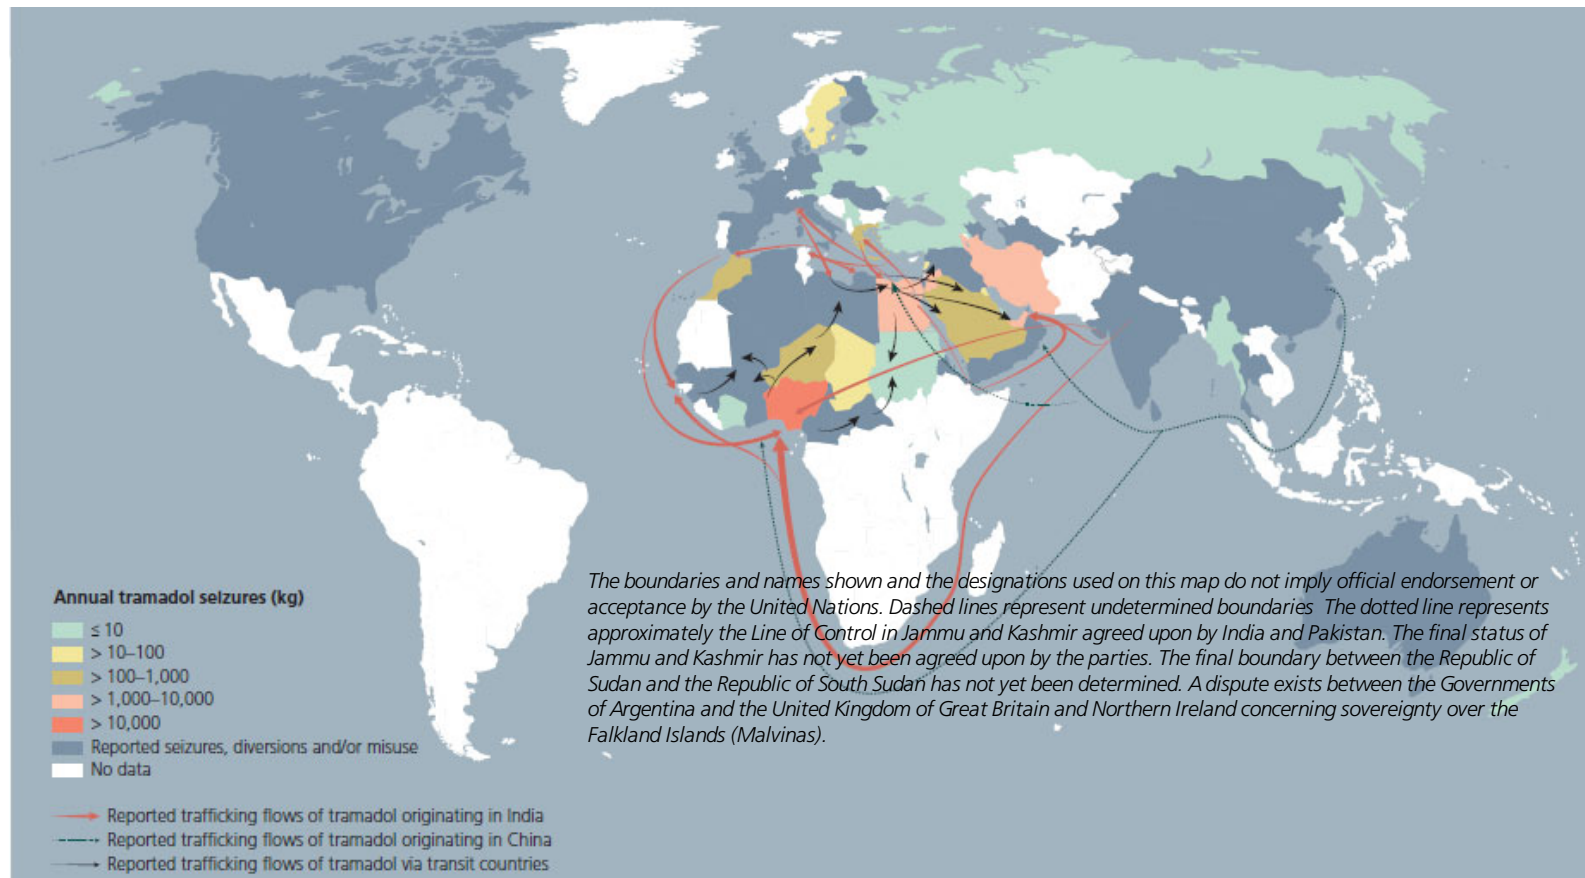 The boundaries and names shown and the designations used on this map do not imply official endorsement or
acceptance by the United Nations. Dashed lines represent undetermined boundaries  The dotted line represents
approximately the Line of Control in Jammu and Kashmir agreed upon by India and Pakistan. The final status of
Jammu and Kashmir has not yet been agreed upon by the parties. The final boundary between the Republic of
Sudan and the Republic of South Sudan has not yet been determined. A dispute exists between the Governments
of Argentina and the United Kingdom of Great Britain and Northern Ireland concerning sovereignty over the
Falkland Islands (Malvinas).
Annual tramadol seizures (kg)
≤ 10
> 10–100
> 100–1,000
> 1,000–10,000
> 10,000
Reported seizures, diversions and/or misuse
No data
Reported trafficking flows of tramadol originating in India
Reported trafficking flows of tramadol originating in China
Reported trafficking flows of tramadol via transit countries